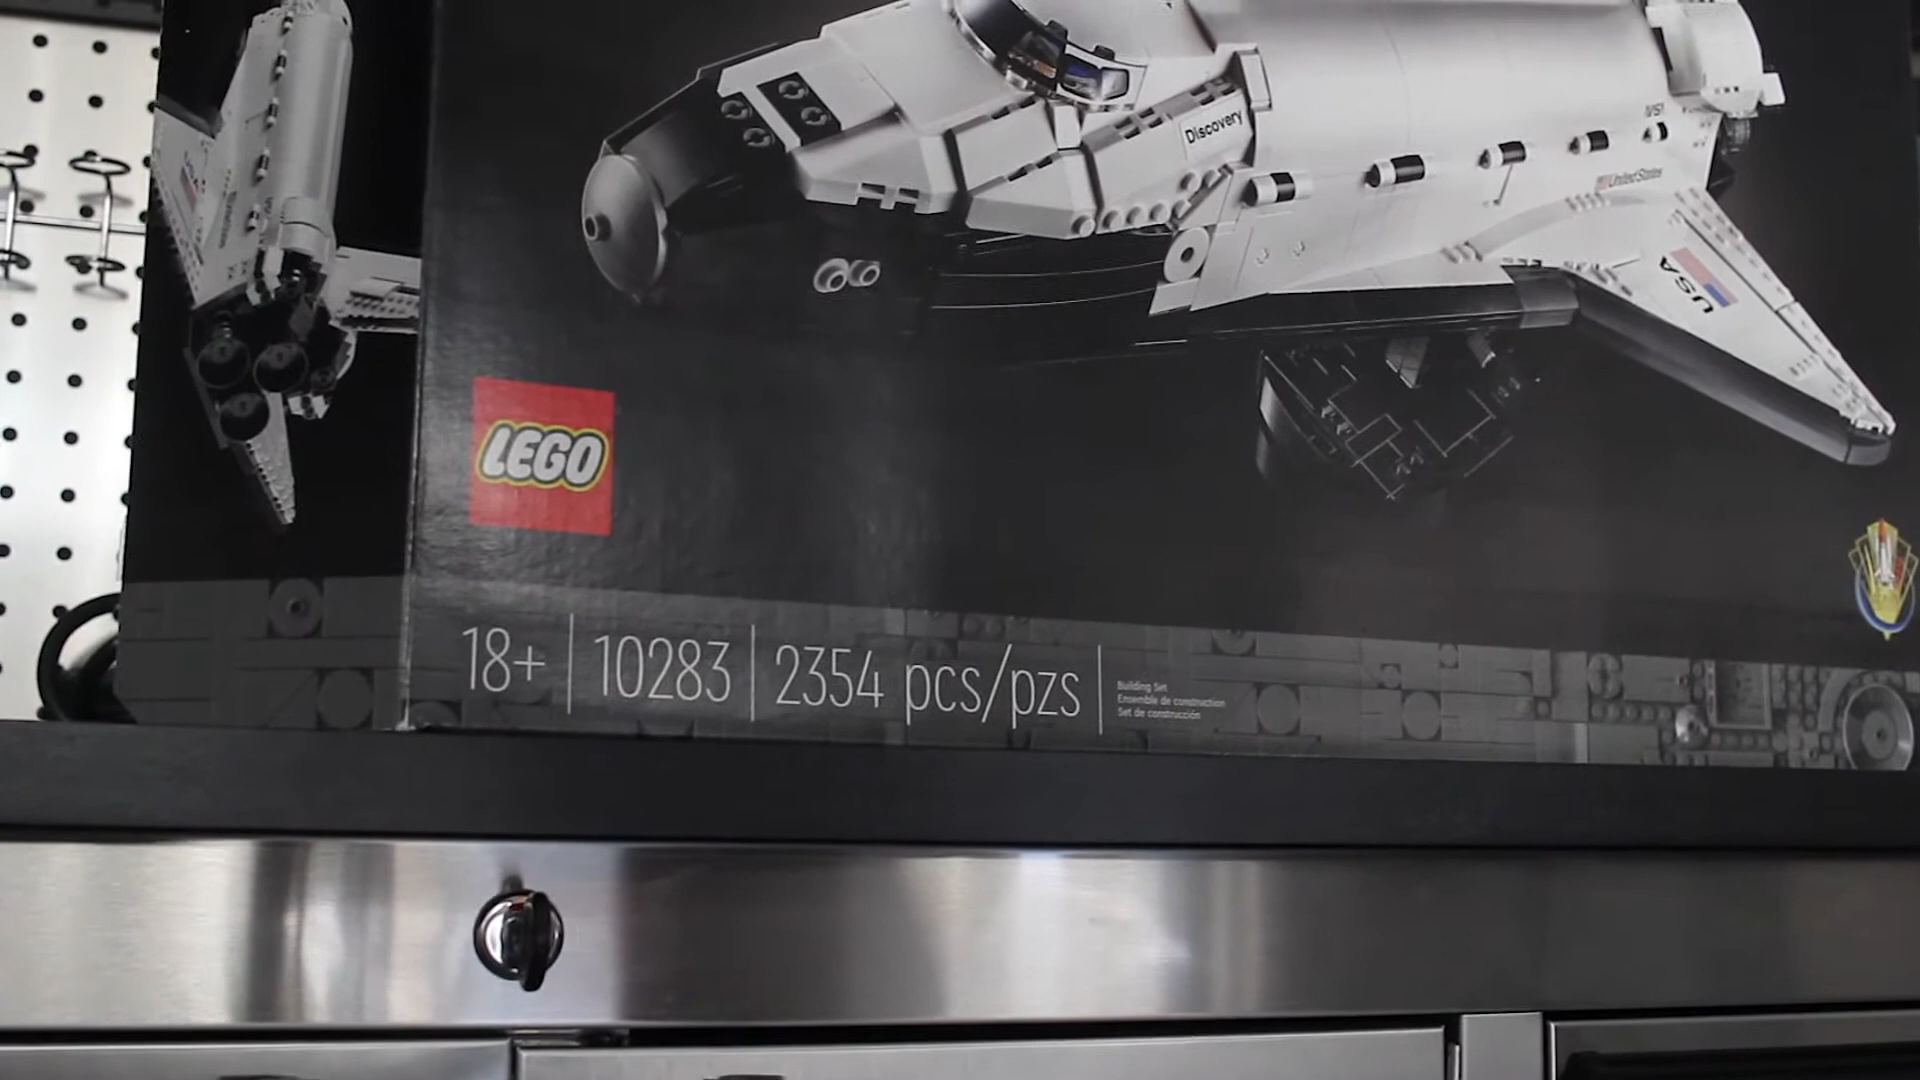 Discovery
United States
USA
LEGO
18+ | 10283 | 2354 pcs/pzs
Building Set
Ensemble de construction
Set de construcción